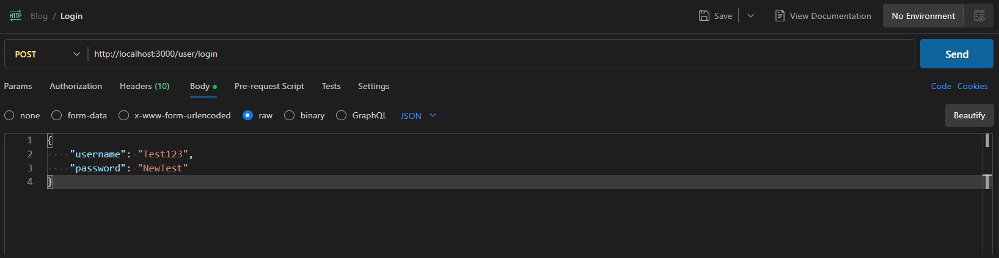 HTTP Blog / Login Save View Documentation No Environment
POST http://localhost:3000/user/login Send
Params Authorization Headers (10) Body Pre-request Script Tests Settings Code Cookies
none form-data x-www-form-urlencoded raw binary GraphQL JSON Beautify
1 {
2 "username": "Test123",
3 "password": "NewTest"
4 }